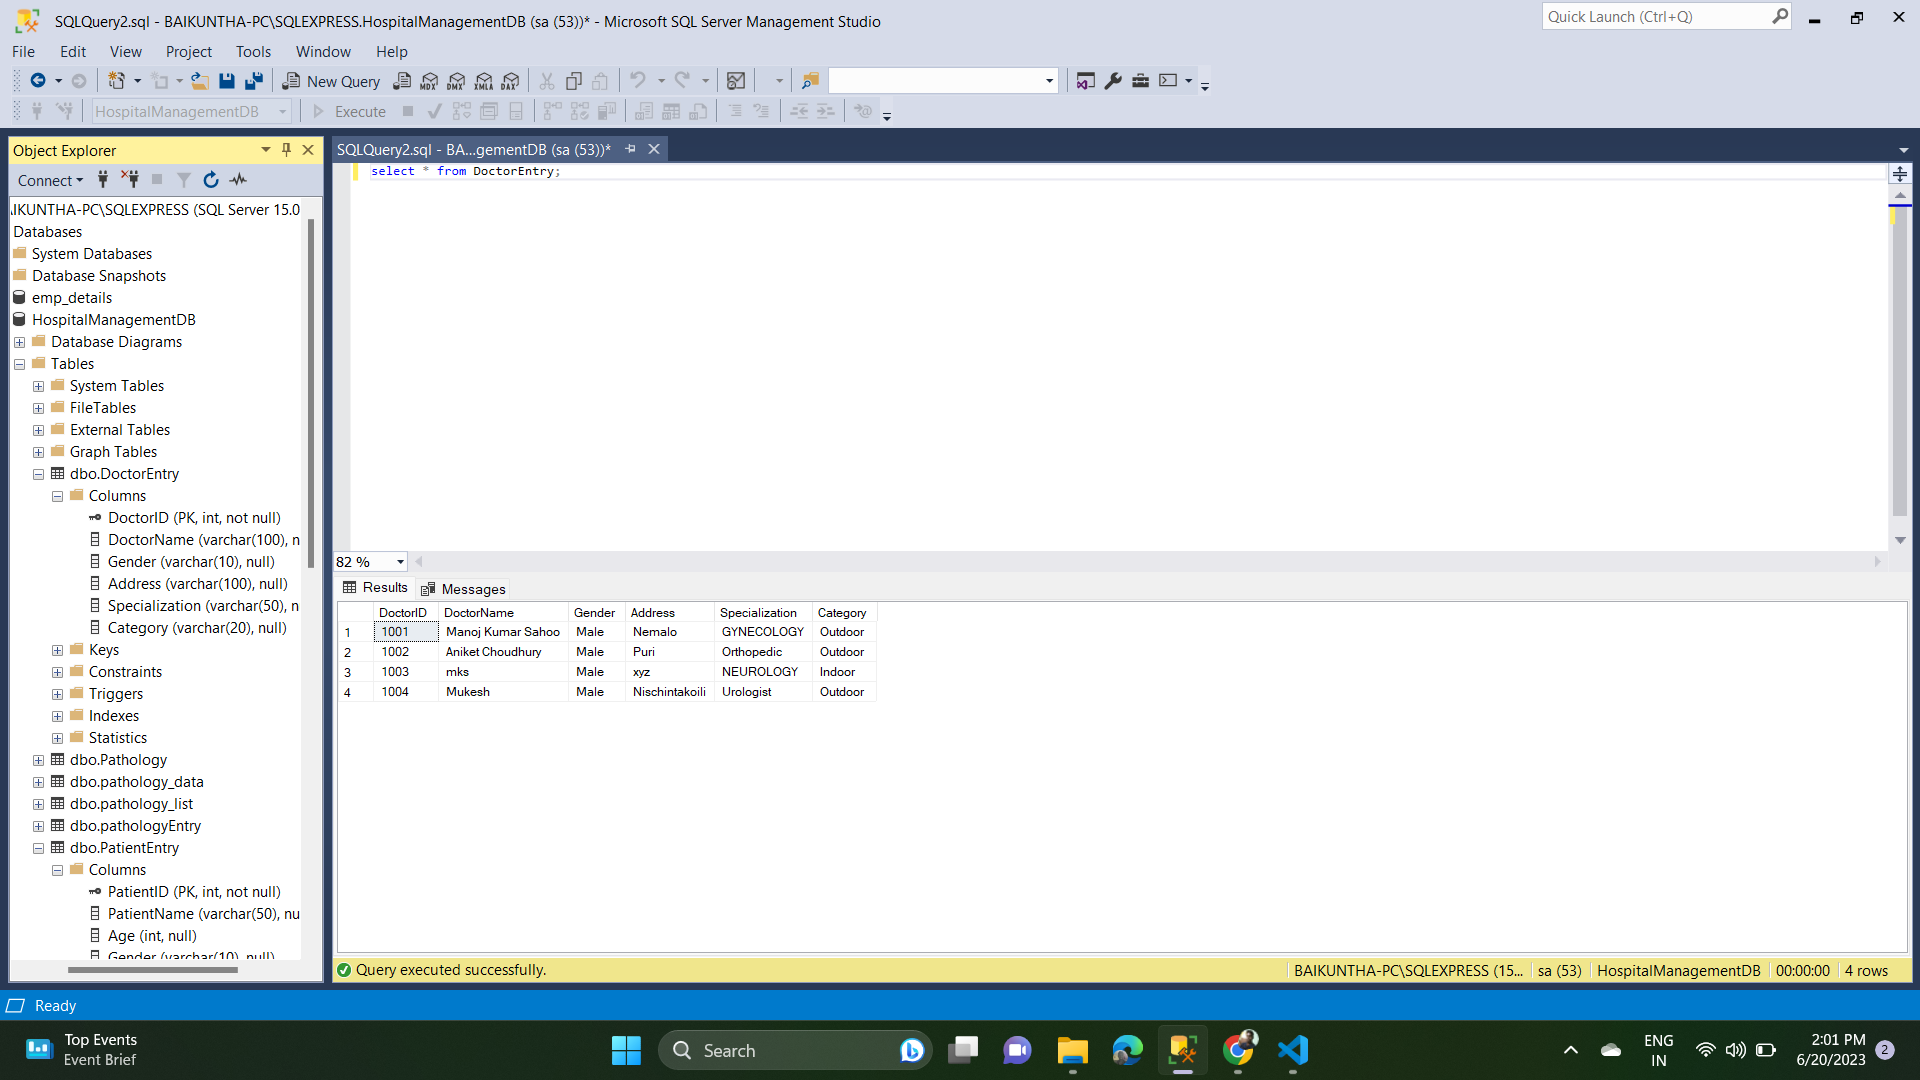 SQLQuery2.sql - BAIKUNTHA-PC\SQLEXPRESS.HospitalManagementDB (sa (53))* - Microsoft SQL Server Management Studio
Quick Launch (Ctrl+Q)
File Edit View Project Tools Window Help
New Query MDX DMX XMLA DAX
HospitalManagementDB Execute
Object Explorer
Connect
IKUNTHA-PC\SQLEXPRESS (SQL Server 15.0
Databases
System Databases
Database Snapshots
emp_details
HospitalManagementDB
Database Diagrams
Tables
System Tables
FileTables
External Tables
Graph Tables
dbo.DoctorEntry
Columns
DoctorID (PK, int, not null)
DoctorName (varchar(100), n
Gender (varchar(10), null)
Address (varchar(100), null)
Specialization (varchar(50), n
Category (varchar(20), null)
Keys
Constraints
Triggers
Indexes
Statistics
dbo.Pathology
dbo.pathology_data
dbo.pathology_list
dbo.pathologyEntry
dbo.PatientEntry
Columns
PatientID (PK, int, not null)
PatientName (varchar(50), nu
Age (int, null)
Gender (varchar(10), null)
SQLQuery2.sql - BA...gementDB (sa (53))*
select * from DoctorEntry;
82 %
Results Messages
DoctorID DoctorName Gender Address Specialization Category
1 1001 Manoj Kumar Sahoo Male Nemalo GYNECOLOGY Outdoor
2 1002 Aniket Choudhury Male Puri Orthopedic Outdoor
3 1003 mks Male xyz NEUROLOGY Indoor
4 1004 Mukesh Male Nischintakoili Urologist Outdoor
Query executed successfully.
BAIKUNTHA-PC\SQLEXPRESS (15... sa (53) HospitalManagementDB 00:00:00 4 rows
Ready
Top Events
Event Brief
Search
ENG
IN
2:01 PM
6/20/2023
2